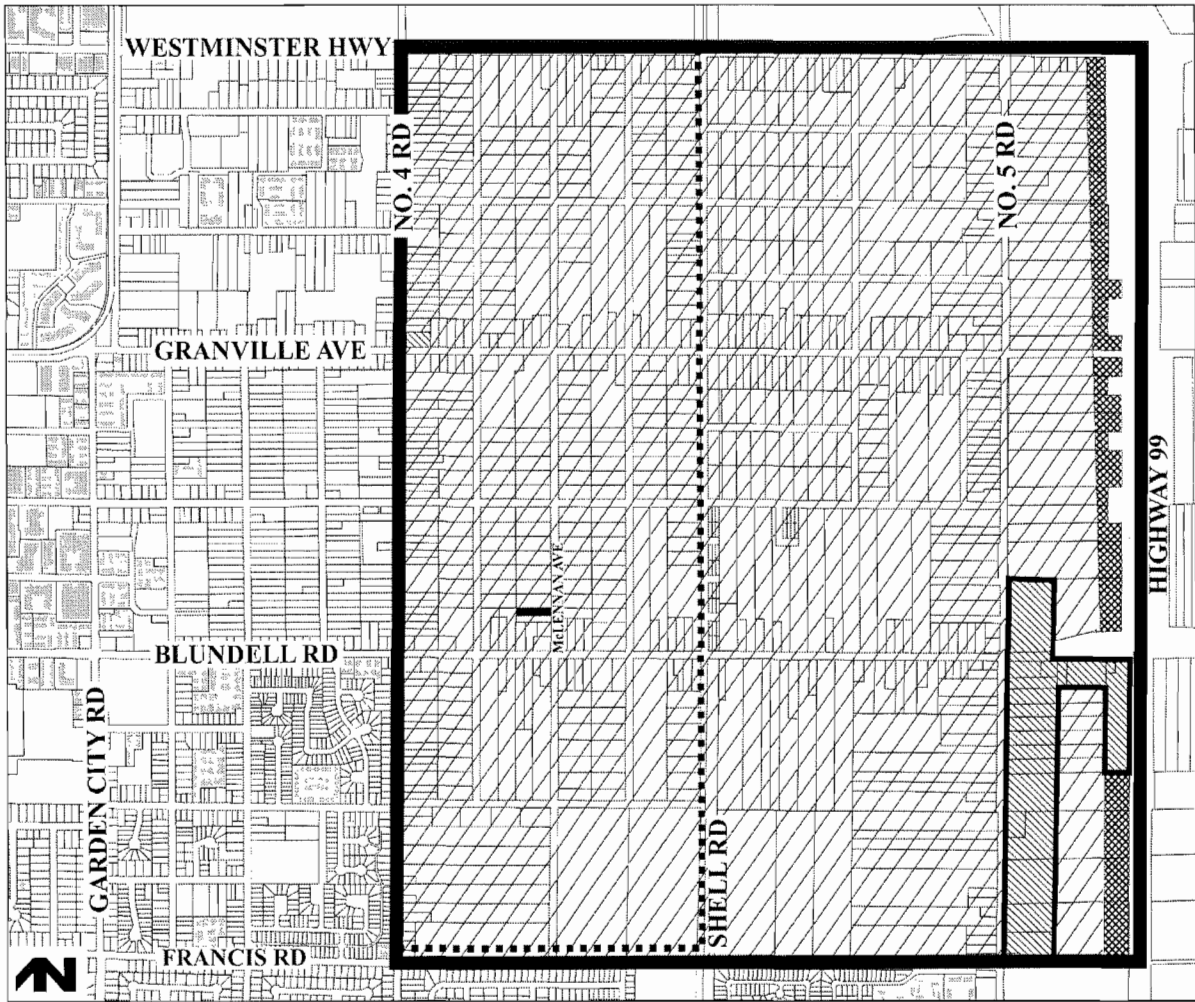 WESTMINSTER HWY
NO. 4 RD
NO. 5 RD
GRANVILLE AVE
HIGHWAY 99
McLENNAN AVE
BLUNDELL RD
GARDEN CITY RD
SHELL RD
FRANCIS RD
N